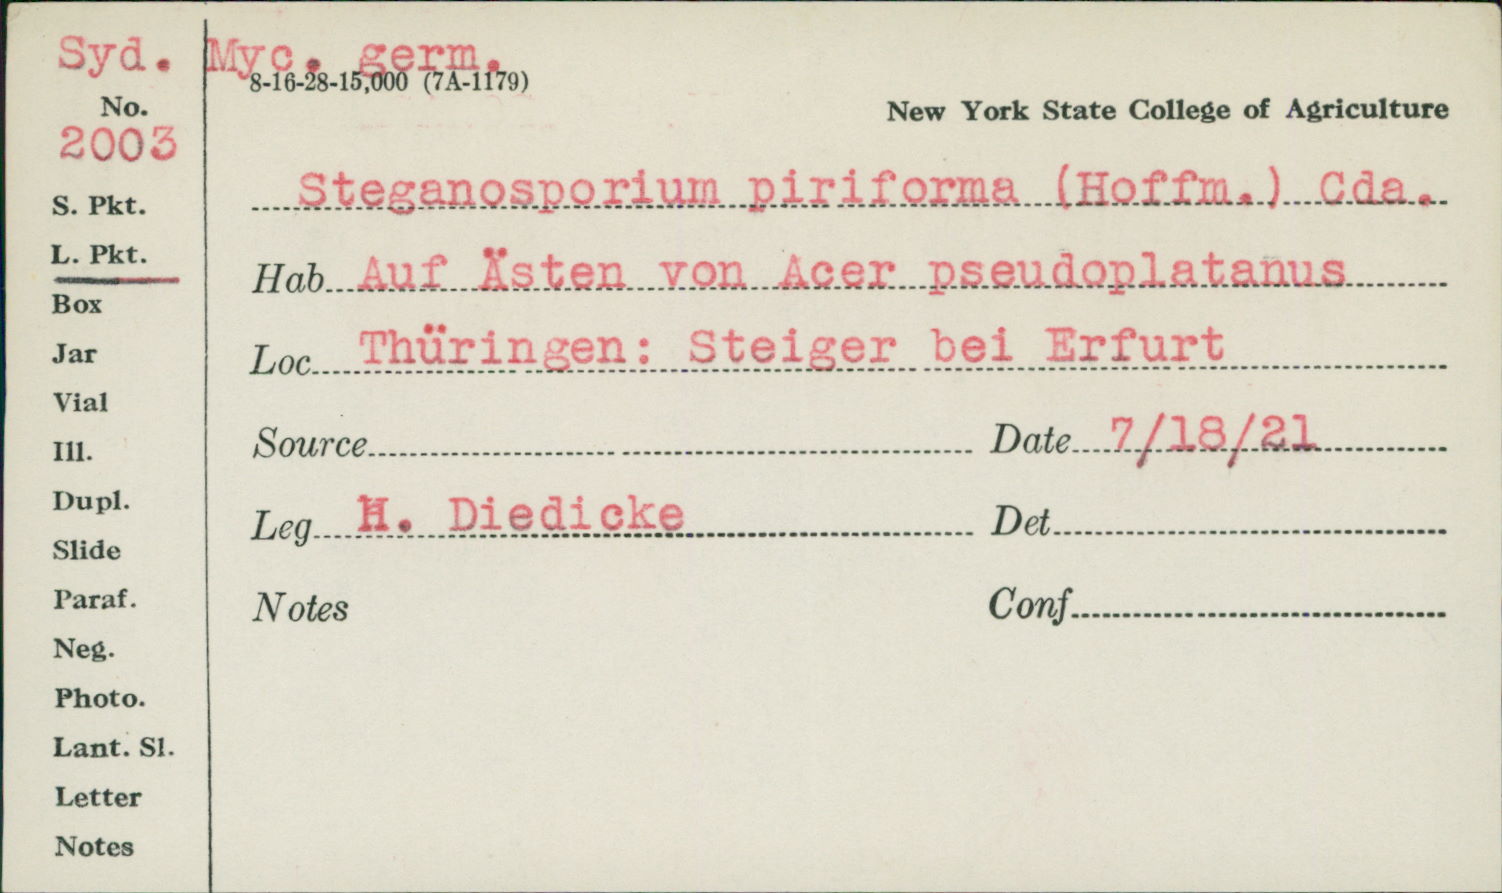 Syd. Myc. germ.
8-16-28-15,000 (7A-1179)
No.
2003
New York State College of Agriculture
Steganosporium piriforma (Hoffm.) Cda.
S. Pkt.
L. Pkt.
Hab Auf Ästen von Acer pseudoplatanus
Box
Jar
Loc Thüringen: Steiger bei Erfurt
Vial
Ill.
Source Date 7/18/21
Dupl.
Leg H. Diedicke Det
Slide
Paraf.
Notes Conf
Neg.
Photo.
Lant. Sl.
Letter
Notes